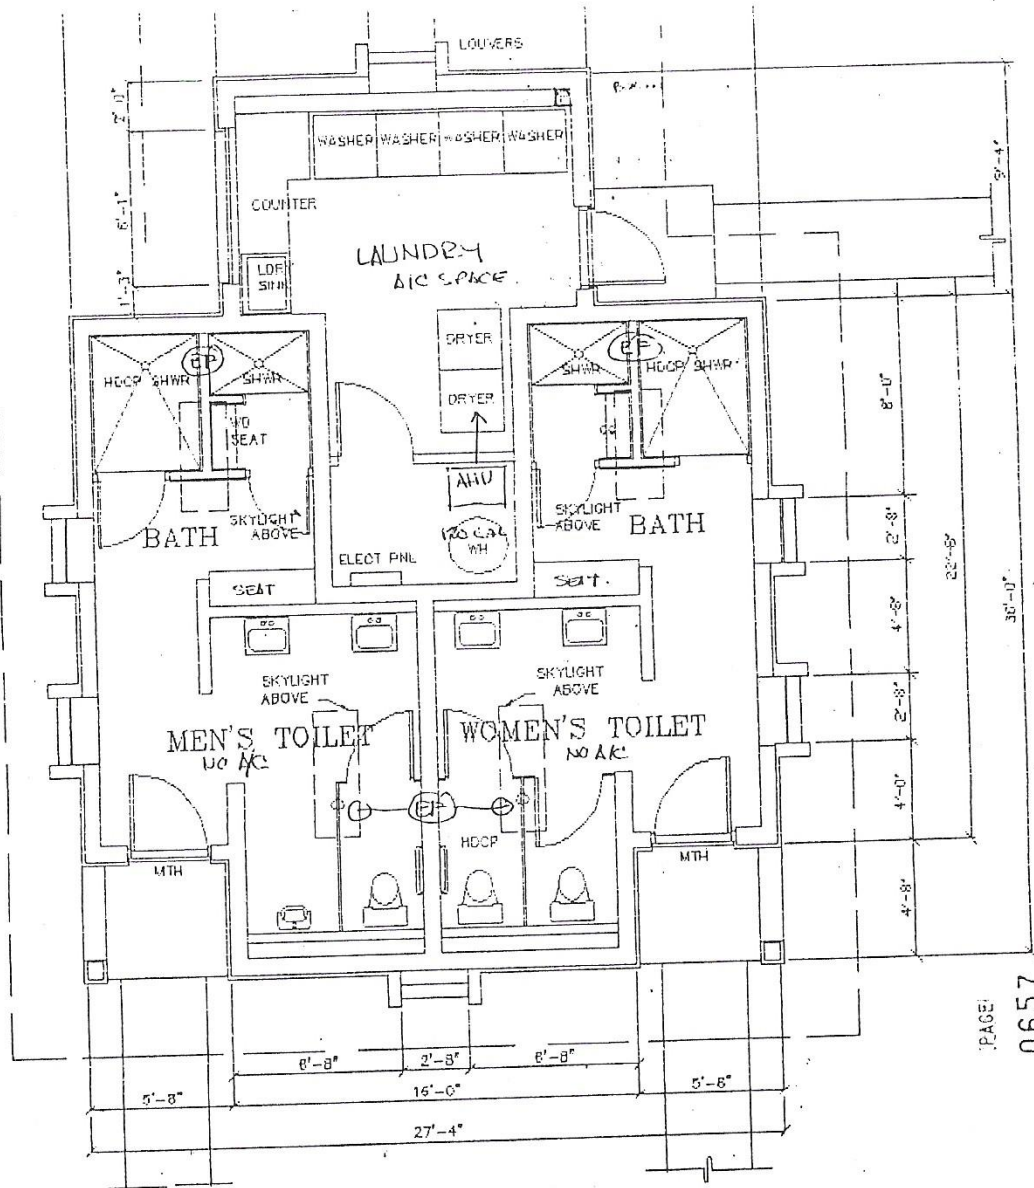 LOUVERS
2'-0"
WASHER WASHER WASHER WASHER
9'-4"
6'-1"
COUNTER
LAUNDRY
A/C SPACE
LDR
SINK
1'-3"
DRYER
EF
EF
HDCP SHWR
SHWR
SHWR
HDCP SHWR
DRYER
8'-0"
WD
SEAT
AHU
SKYLIGHT
ABOVE
SKYLIGHT
ABOVE
BATH
BATH
120 GAL
WH
2'-8"
ELECT PNL
22'-8"
SEAT
SEAT
4'-8"
30'-0"
SKYLIGHT
ABOVE
SKYLIGHT
ABOVE
2'-8"
MEN'S TOILET
NO A/C
WOMEN'S TOILET
NO A/C
EF
4'-0"
HDCP
MTH
MTH
4'-8"
PAGE
0657
6'-8"
2'-8"
6'-8"
5'-8"
16'-0"
5'-8"
27'-4"